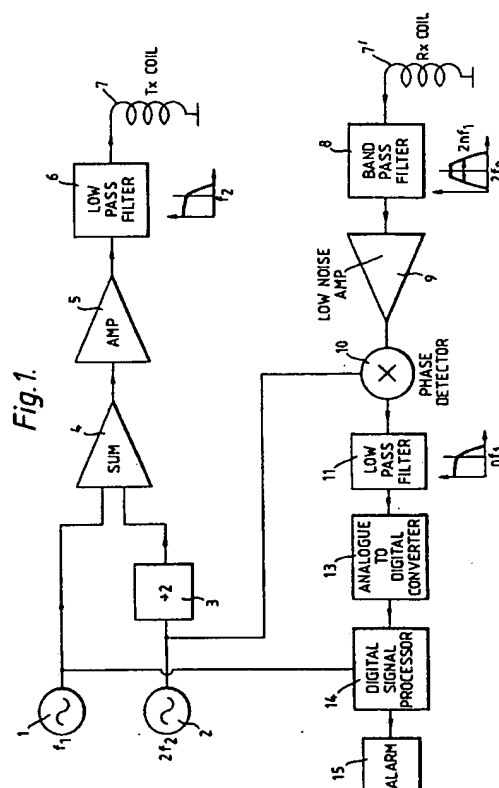 Fig.1.
1
f₁
2
2f₂
÷2
3
4
SUM
5
AMP
6
LOW
PASS
FILTER
f₂
7
Tx COIL
7'
Rx COIL
8
BAND
PASS
FILTER
2nf₁
2f₂
LOW NOISE
AMP
9
10
PHASE
DETECTOR
11
LOW
PASS
FILTER
nf₁
13
ANALOGUE
TO
DIGITAL
CONVERTER
14
DIGITAL
SIGNAL
PROCESSOR
15
ALARM